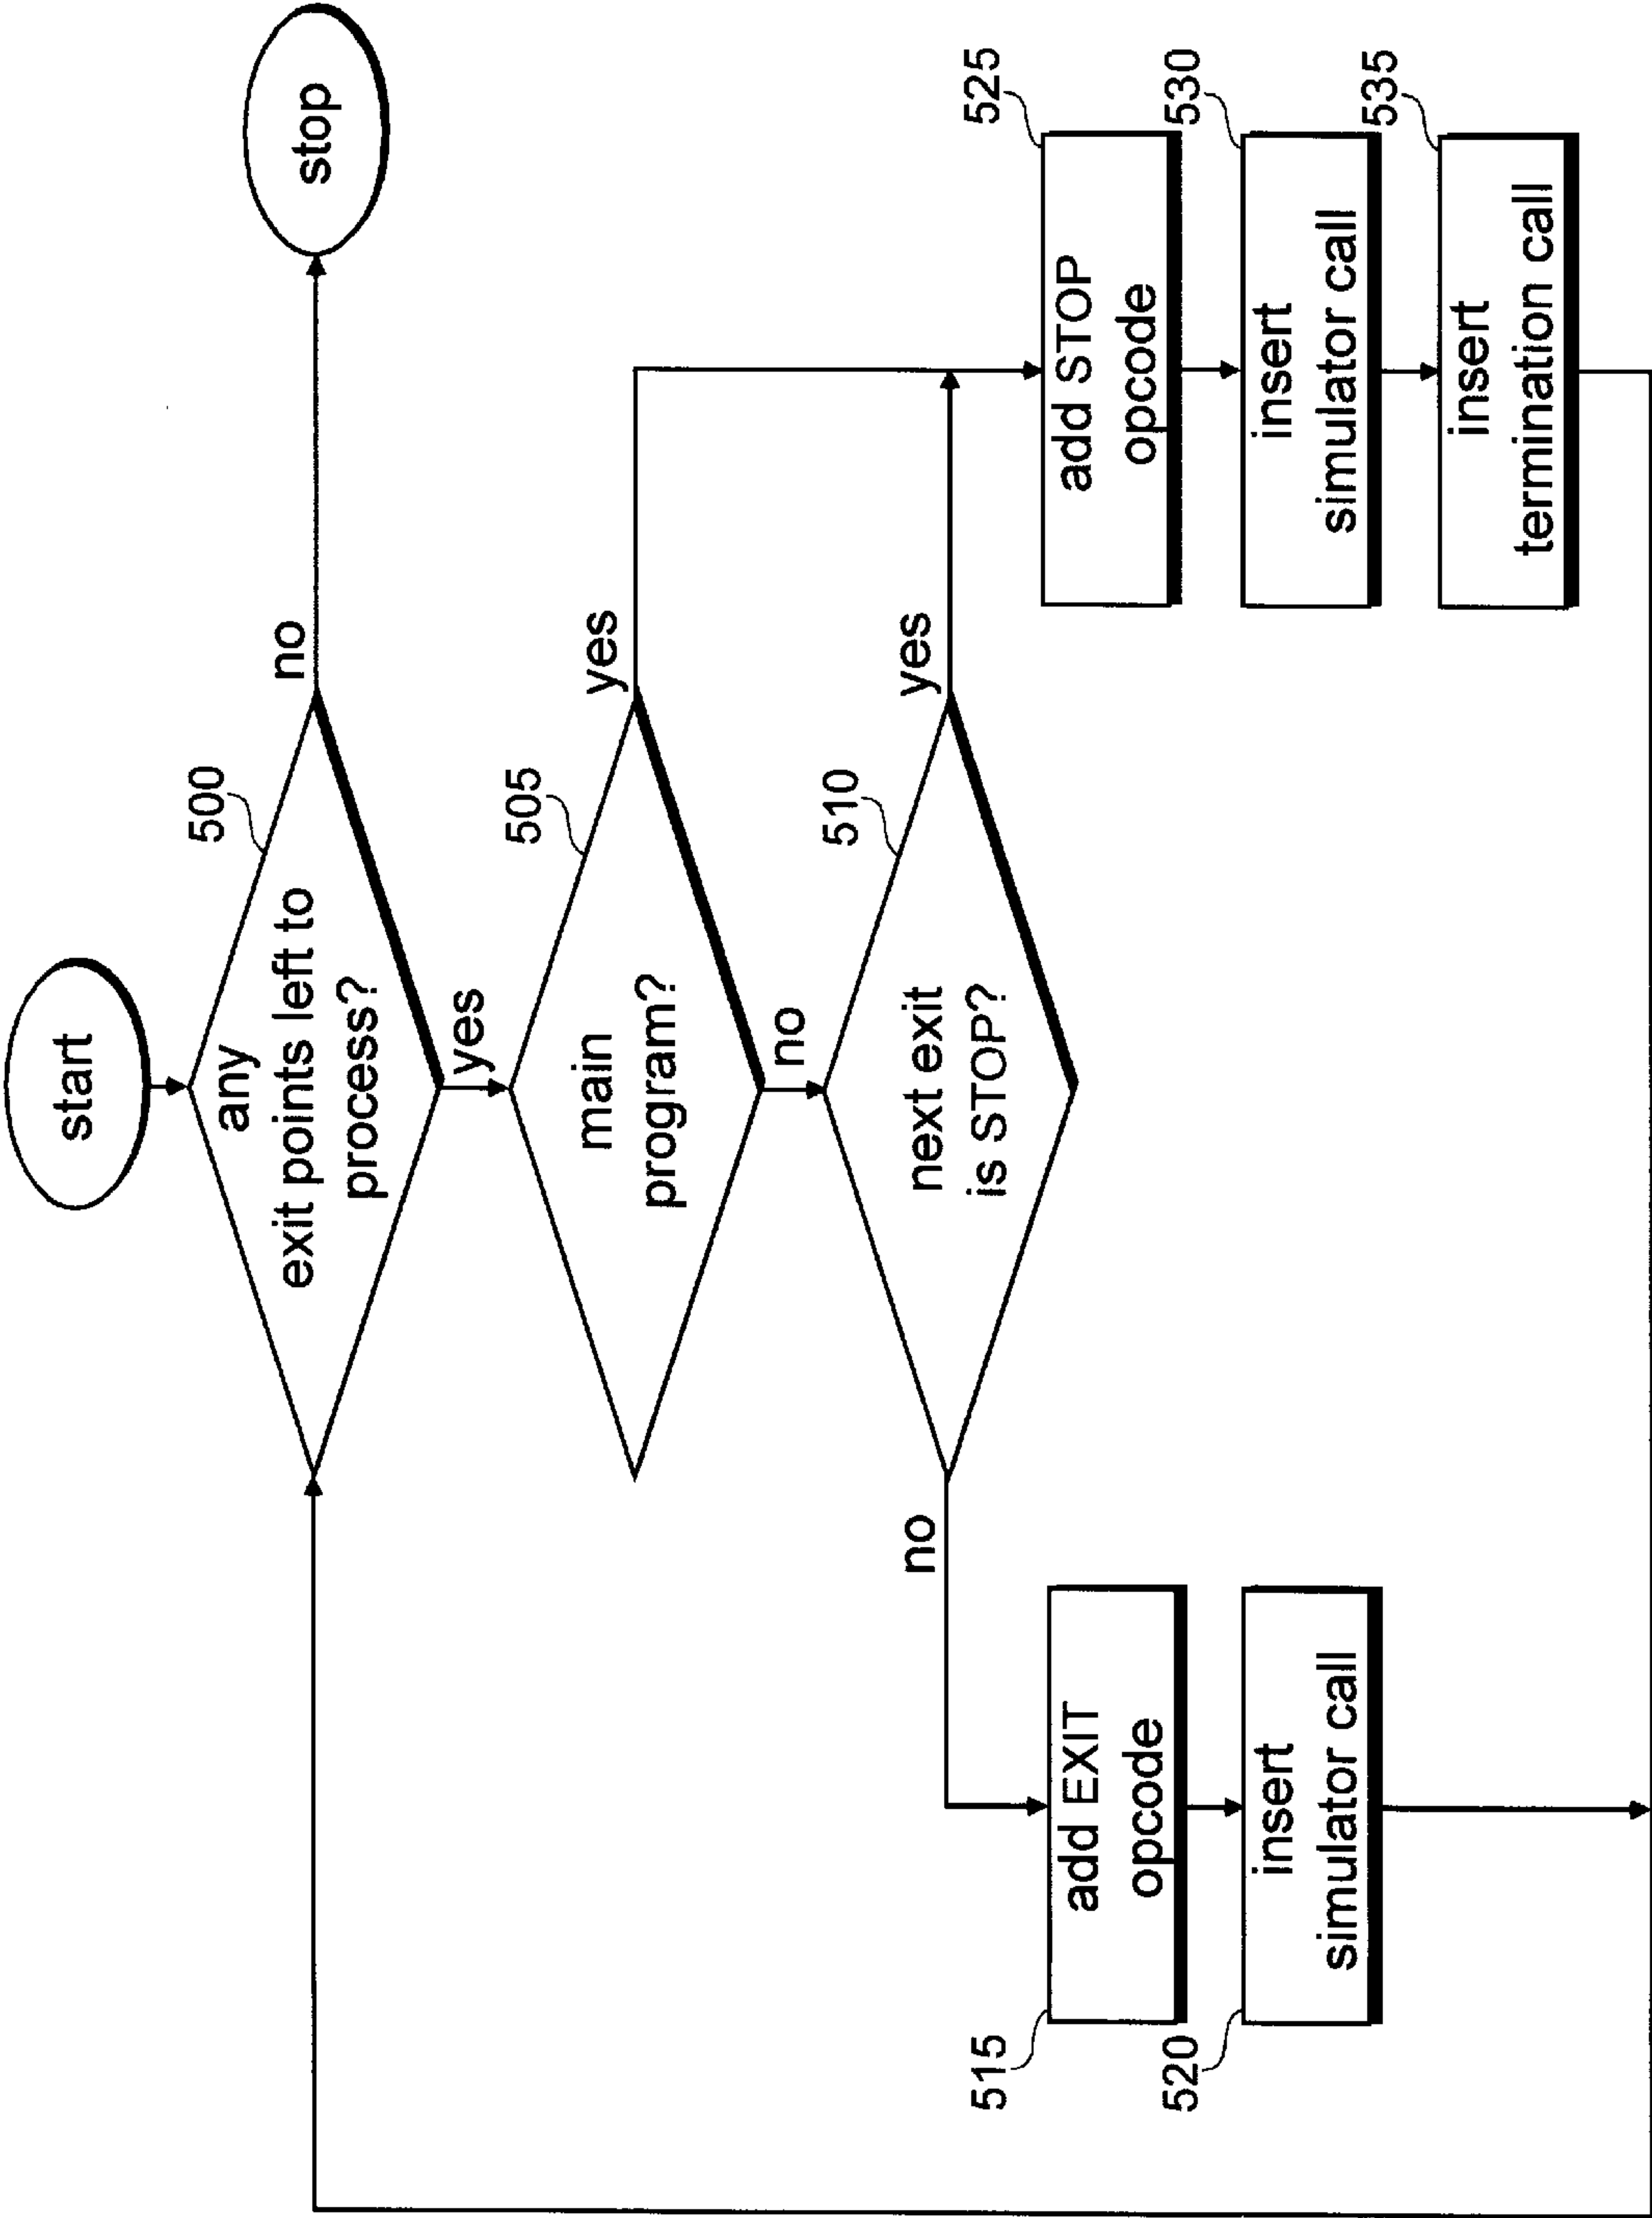 start
stop
500
any
exit points left to
process?
no
yes
505
main
program?
yes
no
510
next exit
is STOP?
yes
no
515
add EXIT
opcode
520
insert
simulator call
525
add STOP
opcode
530
insert
simulator call
535
insert
termination call